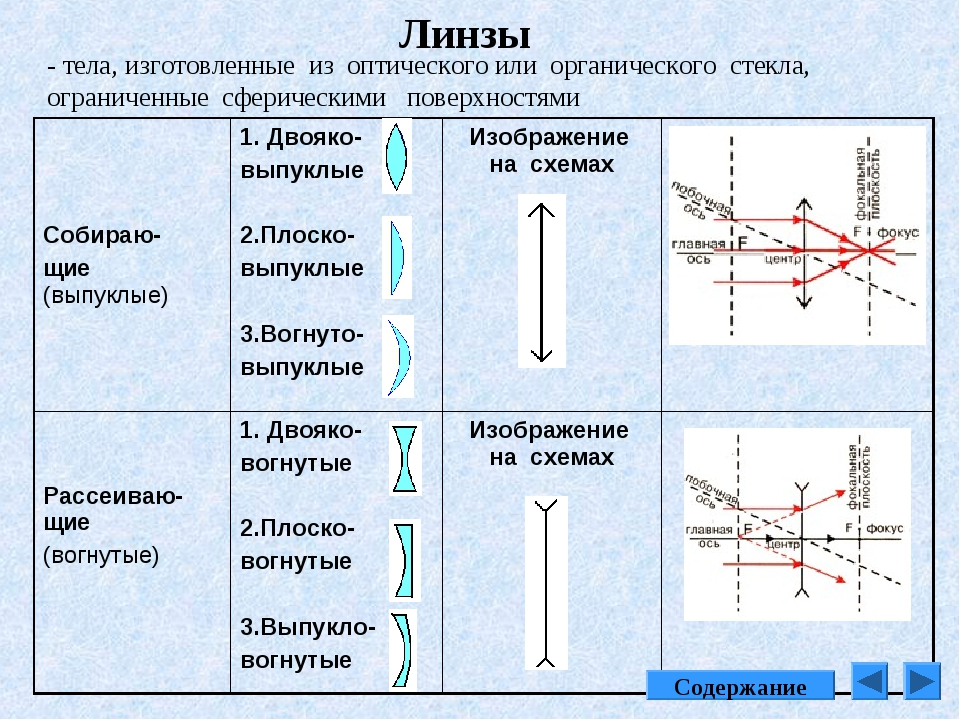 Линзы
- тела, изготовленные из оптического или органического стекла,
ограниченные сферическими поверхностями
Собираю-
щие
(выпуклые)
1. Двояко-
выпуклые
2.Плоско-
выпуклые
3.Вогнуто-
выпуклые
Изображение
на схемах
побочная
ось
главная
ось
F
центр
фокальная
плоскость
F - фокус
Рассеиваю-
щие
(вогнутые)
1. Двояко-
вогнутые
2.Плоско-
вогнутые
3.Выпукло-
вогнутые
Изображение
на схемах
побочная
ось
главная
ось
F
центр
фокальная
плоскость
F - фокус
Содержание